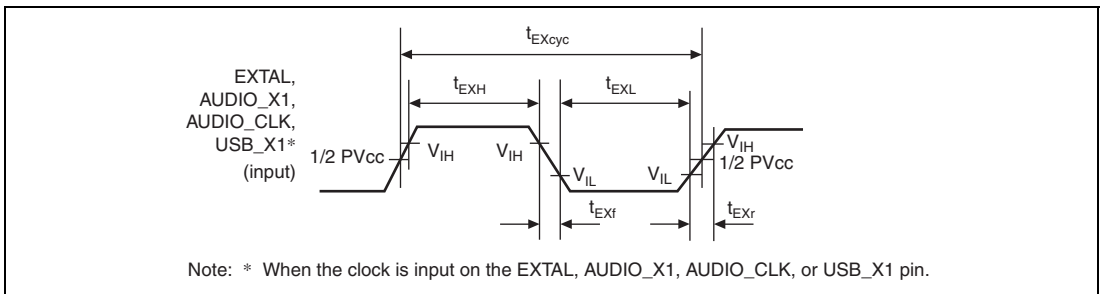 tEXcyc
tEXH
tEXL
EXTAL,
AUDIO_X1,
AUDIO_CLK,
USB_X1*
(input)
1/2 PVcc
VIH
VIH
VIL
VIL
VIH
1/2 PVcc
tEXf
tEXr
Note: * When the clock is input on the EXTAL, AUDIO_X1, AUDIO_CLK, or USB_X1 pin.